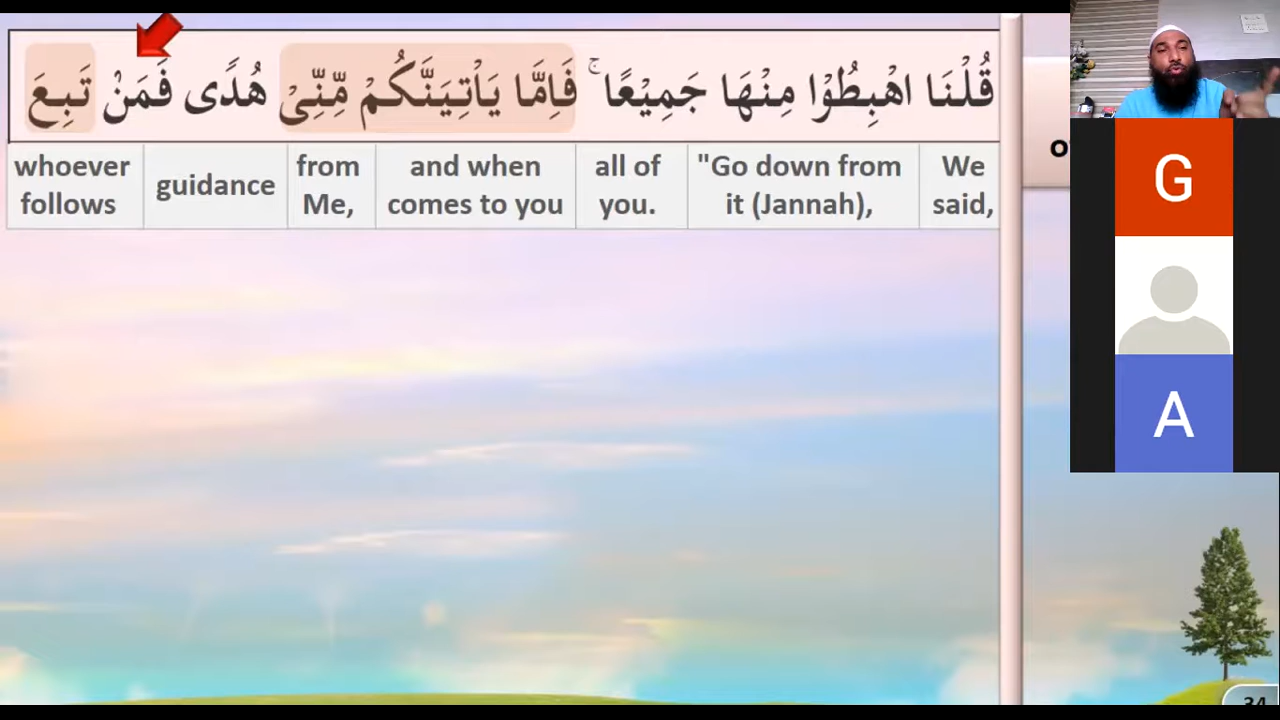 قُلْنَا اهْبِطُوْا مِنْهَا جَمِيْعًا ۚ فَاِمَّا يَاْتِيَنَّكُمْ مِّنِّىْ هُدًى فَمَنْ تَبِعَ
We said,
"Go down from it (Jannah),
all of you.
and when comes to you
from Me,
guidance
whoever follows
G
A
34